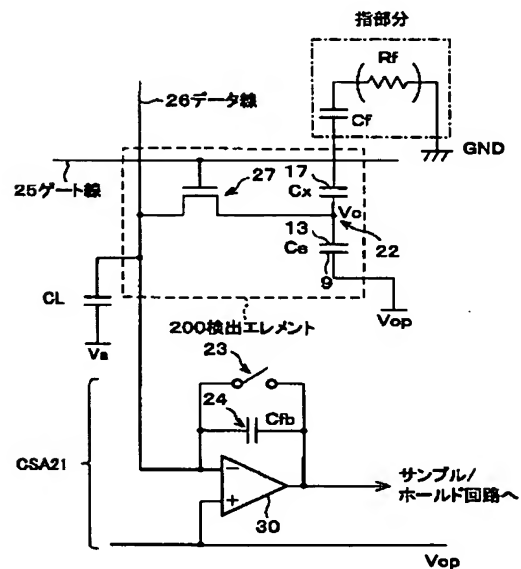 指部分
Rf
Cf
GND
26データ線
25ゲート線
27
17
Cx
Vc
13
Ce
22
9
CL
Va
Vop
200検出エレメント
23
24
Cfb
CSA21
−
+
30
サンプル/
ホールド回路へ
Vop